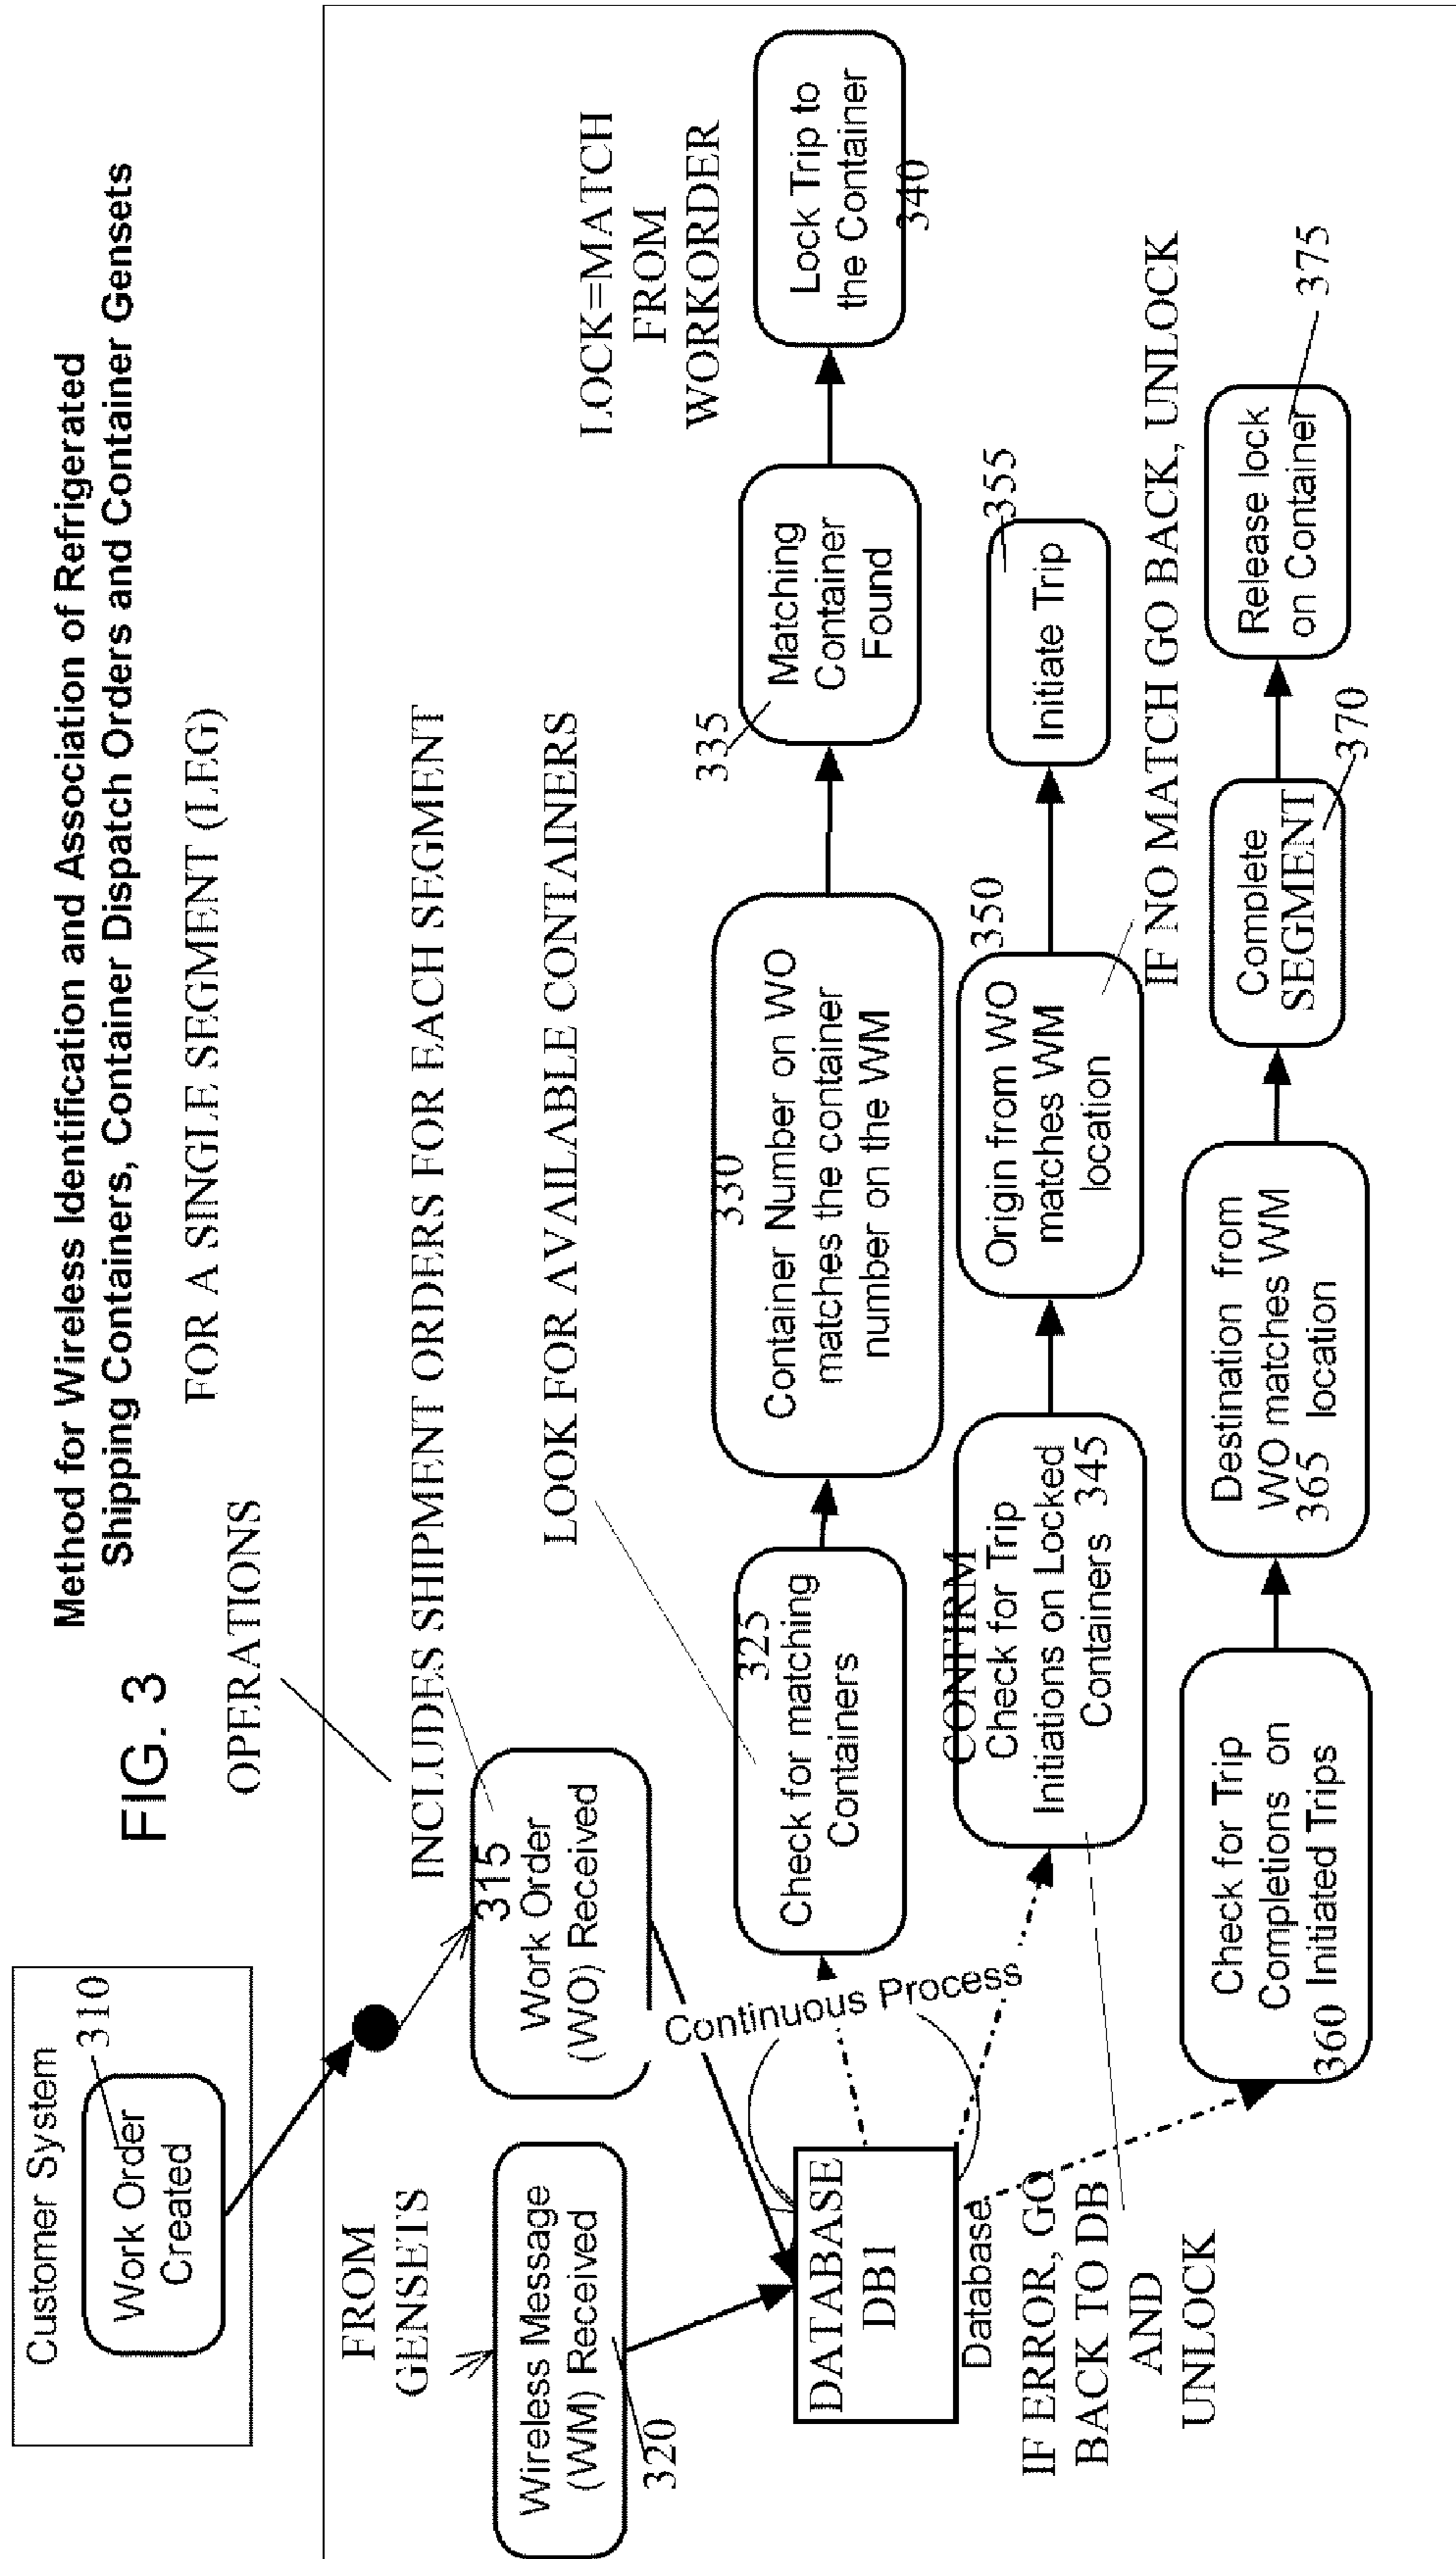 Method for Wireless Identification and Association of Refrigerated
Shipping Containers, Container Dispatch Orders and Container Gensets
FIG. 3
FOR A SINGLE SEGMENT (LEG)
OPERATIONS
Customer System
310
Work Order
Created
INCLUDES SHIPMENT ORDERS FOR EACH SEGMENT
315
Work Order
(WO) Received
FROM
GENSETS
Wireless Message
(WM) Received
320
LOOK FOR AVAILABLE CONTAINERS
Continuous Process
DATABASE
DB1
Database
325
Check for matching
Containers
330
Container Number on WO
matches the container
number on the WM
335
Matching
Container
Found
LOCK=MATCH
FROM
WORKORDER
Lock Trip to
the Container
340
CONFIRM
Check for Trip
Initiations on Locked
Containers 345
350
Origin from WO
matches WM
location
355
Initiate Trip
IF NO MATCH GO BACK, UNLOCK
IF ERROR, GO
BACK TO DB
AND
UNLOCK
Check for Trip
Completions on
360 Initiated Trips
Destination from
WO matches WM
365 location
Complete
SEGMENT
370
Release lock
on Container
375